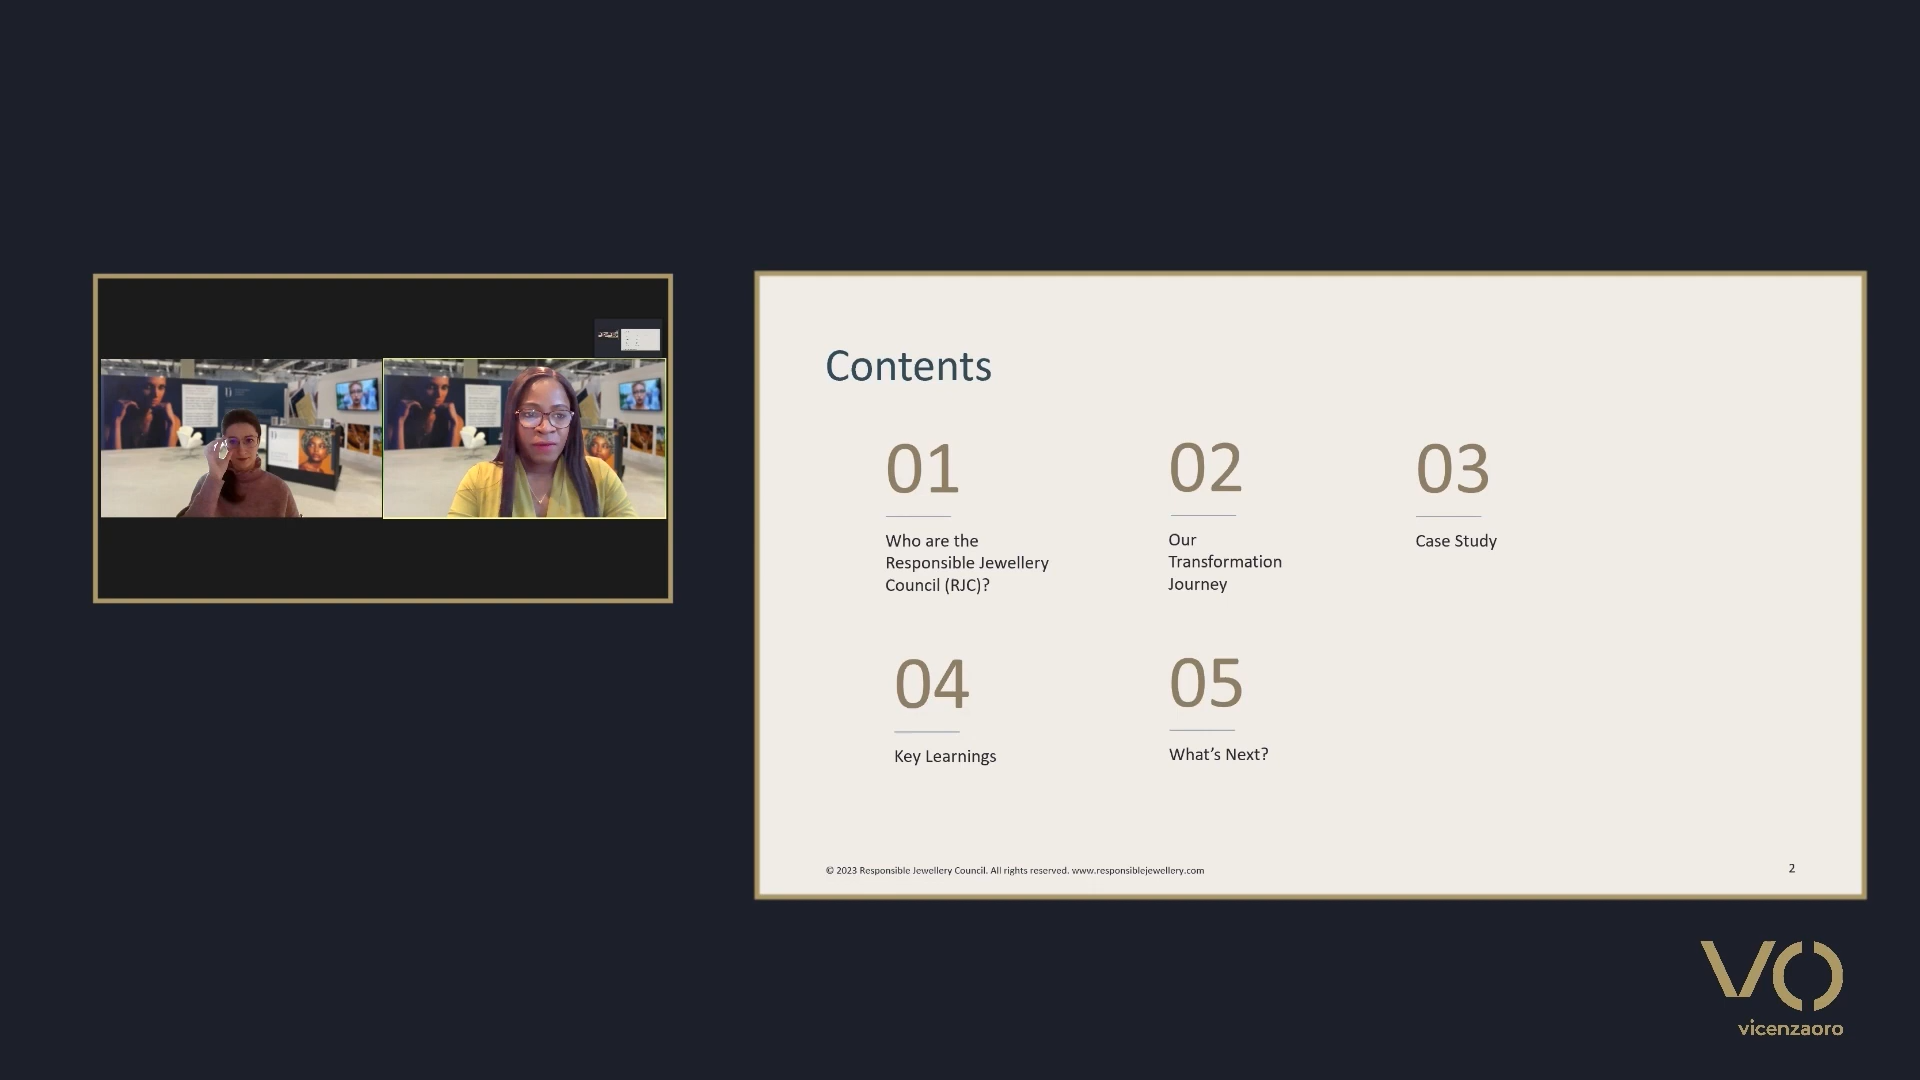 Contents
01
Who are the
Responsible Jewellery
Council (RJC)?
02
Our
Transformation
Journey
03
Case Study
04
Key Learnings
05
What's Next?
© 2023 Responsible Jewellery Council. All rights reserved. www.responsiblejewellery.com
2
VO
vicenzaoro